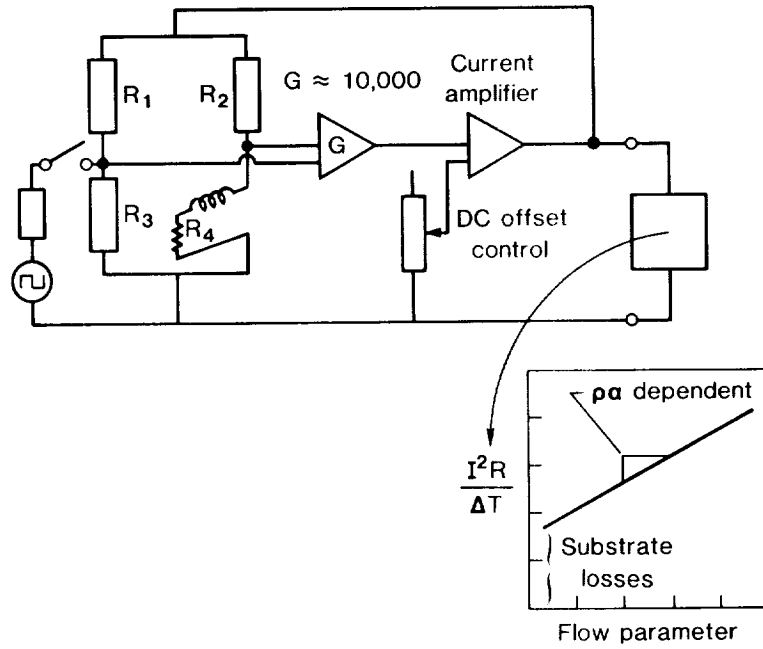 G ≈ 10,000
Current
amplifier
R₁
R₂
G
R₃
R₄
DC offset
control
ρα dependent
I²R
ΔT
Substrate
losses
Flow parameter